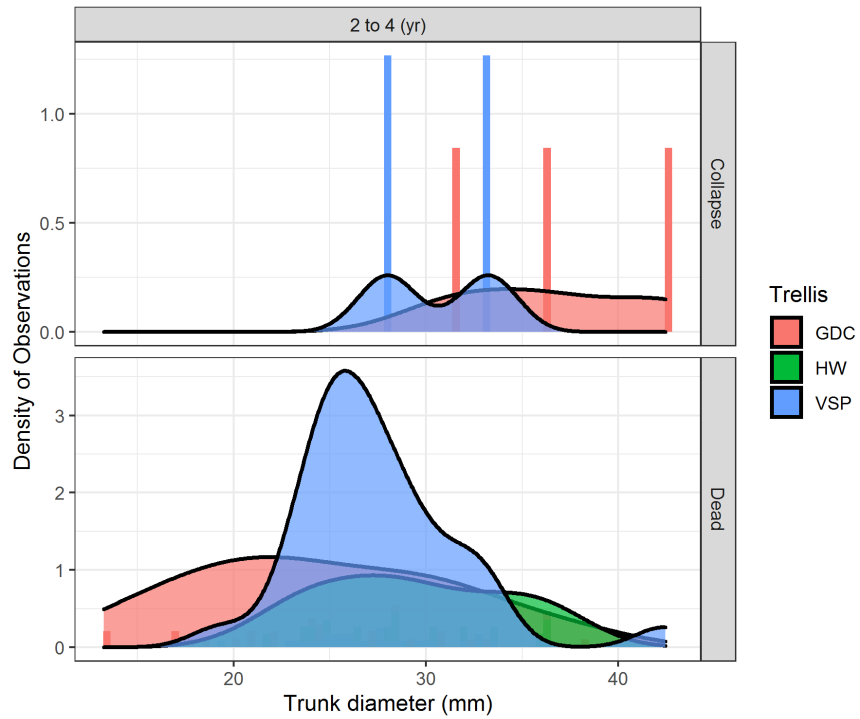 2 to 4 (yr)
Density of Observations
1.0
0.5
0.0
Collapse
3
2
1
0
Dead
20
30
40
Trunk diameter (mm)
Trellis
GDC
HW
VSP